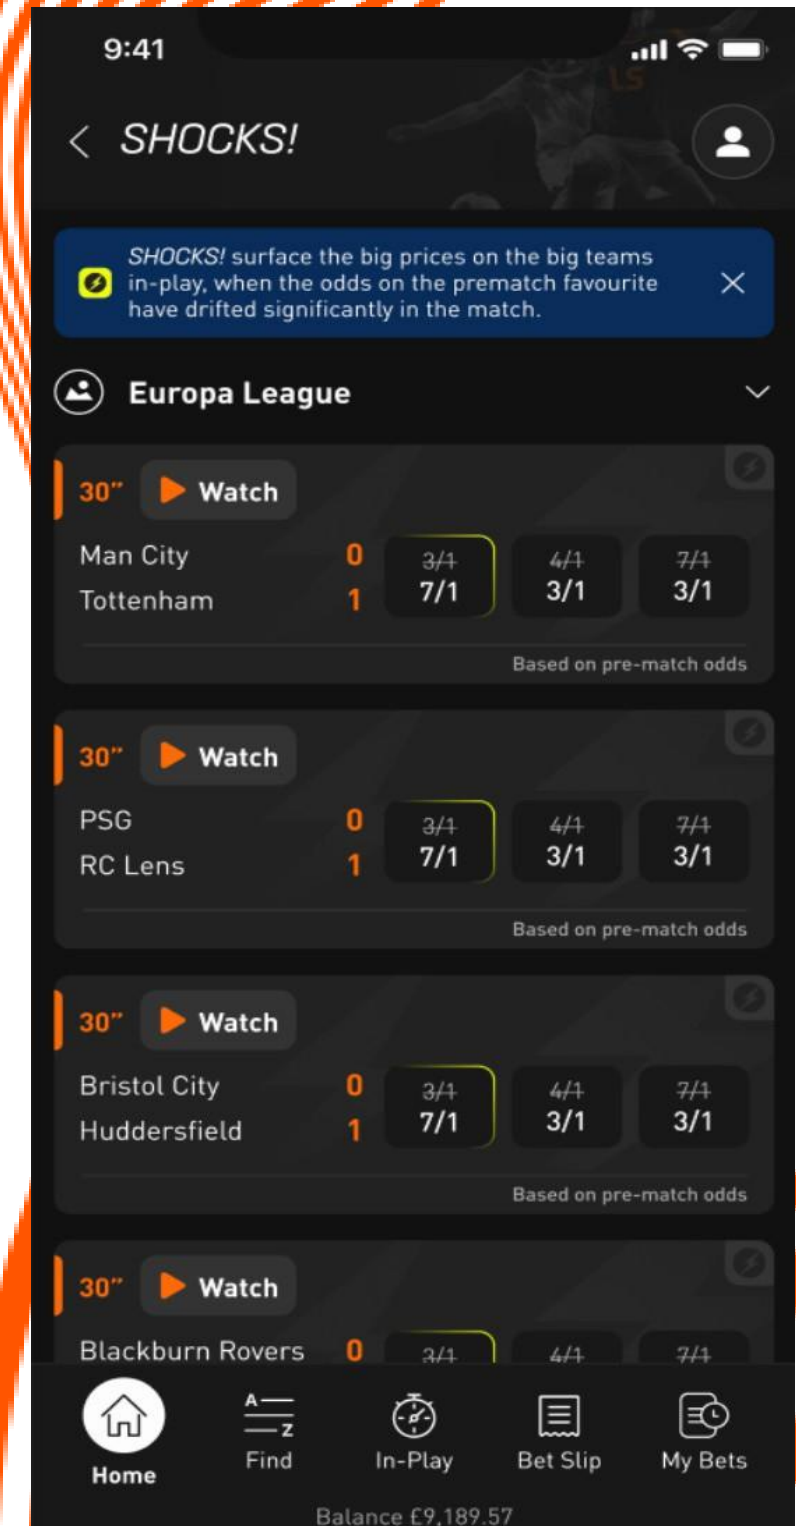 9:41
LS
SHOCKS!
SHOCKS! surface the big prices on the big teams
in-play, when the odds on the prematch favourite
have drifted significantly in the match.
Europa League
30” Watch
Man City 0 3/1 4/1 7/1
7/1 3/1 3/1
Tottenham 1
Based on pre-match odds
30” Watch
PSG 0 3/1 4/1 7/1
7/1 3/1 3/1
RC Lens 1
Based on pre-match odds
30” Watch
Bristol City 0 3/1 4/1 7/1
7/1 3/1 3/1
Huddersfield 1
Based on pre-match odds
30” Watch
Blackburn Rovers 0 3/1 4/1 7/1
A
Z
Home Find In-Play Bet Slip My Bets
Balance £9,189.57